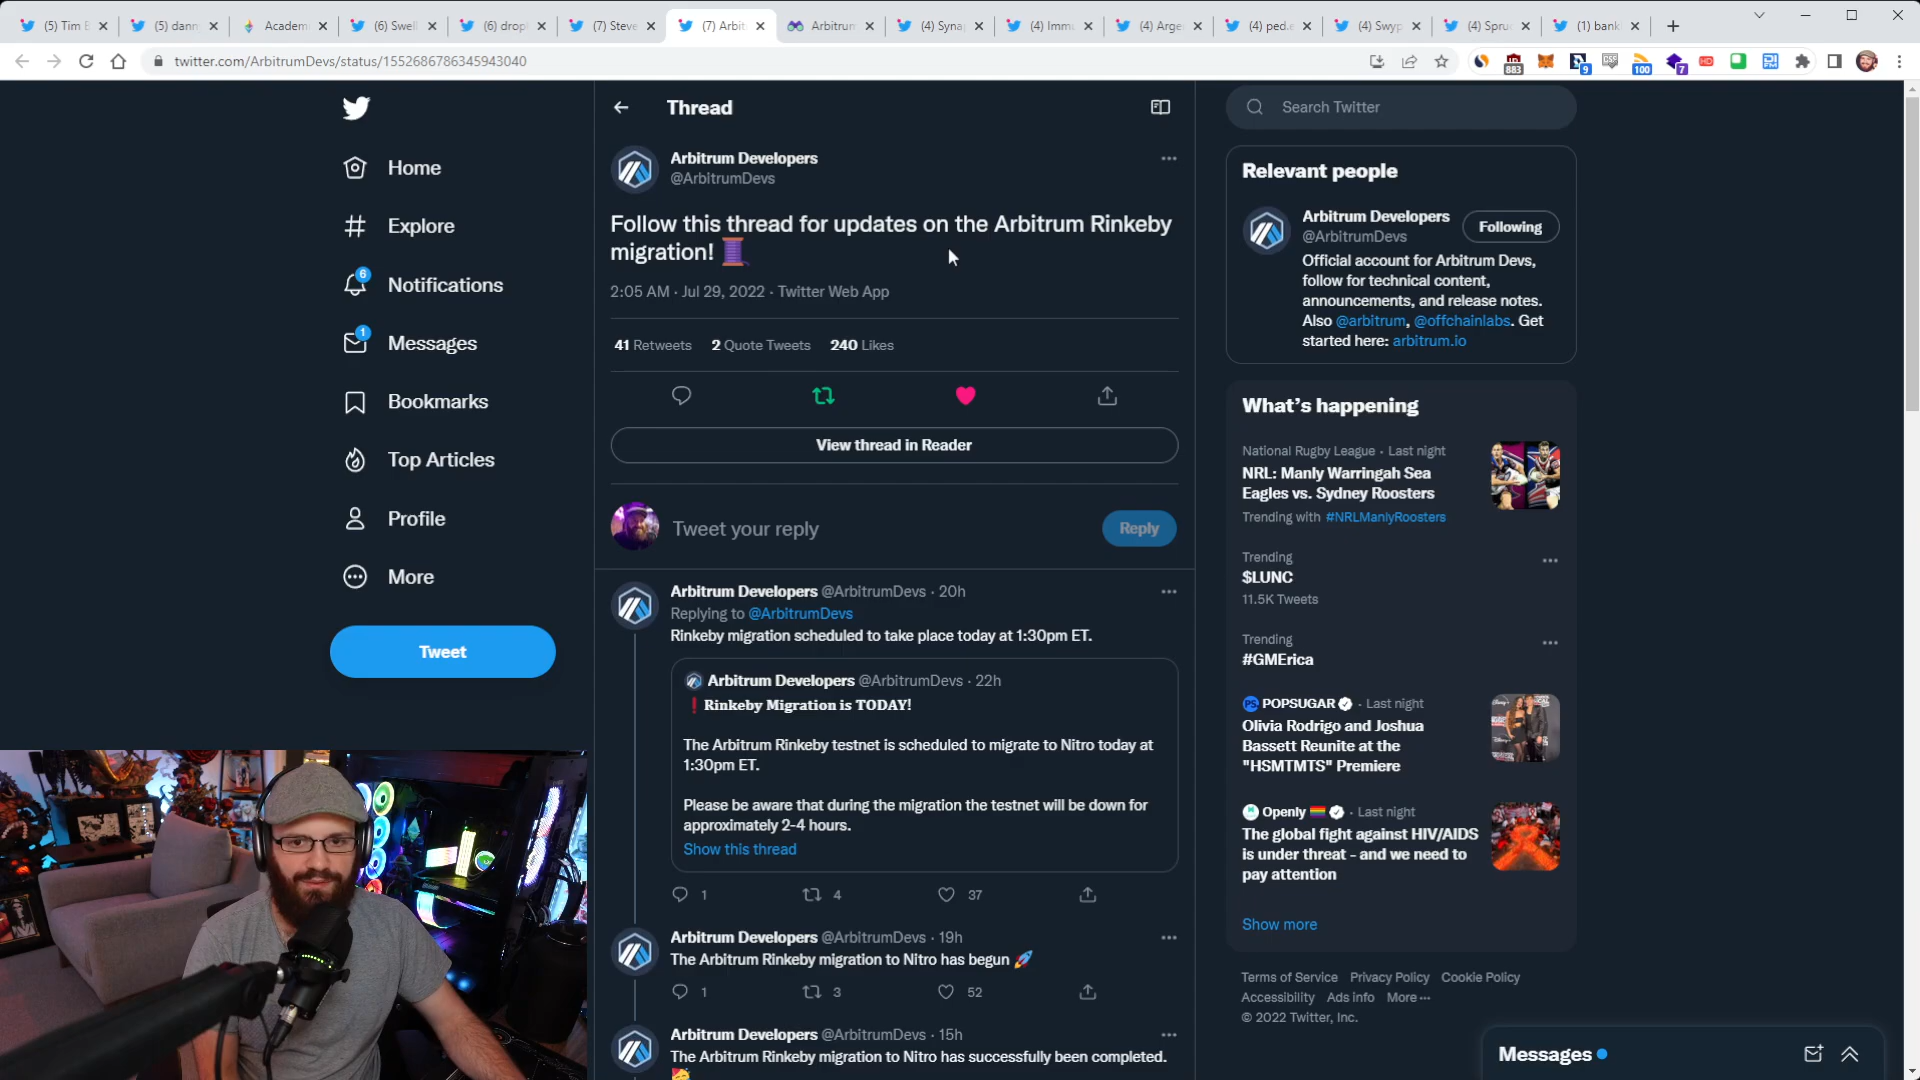 (5) Tim B
(5) dann
Academ
(6) Swell
(6) drop
(7) Steve
(7) Arbit
Arbitrum
(4) Syna
(4) Imm
(4) Arge
(4) ped.e
(4) Swyp
(4) Spru
(1) bank
twitter.com/ArbitrumDevs/status/1552686786345943040
883
9
CSS
100
7
HD
DI
FM
Home
Explore
6
Notifications
1
Messages
Bookmarks
Top Articles
Profile
More
Tweet
Thread
Arbitrum Developers
@ArbitrumDevs
Follow this thread for updates on the Arbitrum Rinkeby
migration! 🧵
2:05 AM · Jul 29, 2022 · Twitter Web App
41 Retweets 2 Quote Tweets 240 Likes
View thread in Reader
Tweet your reply
Reply
Arbitrum Developers @ArbitrumDevs · 20h
Replying to @ArbitrumDevs
Rinkeby migration scheduled to take place today at 1:30pm ET.
Arbitrum Developers @ArbitrumDevs · 22h
❗ Rinkeby Migration is TODAY!
The Arbitrum Rinkeby testnet is scheduled to migrate to Nitro today at
1:30pm ET.
Please be aware that during the migration the testnet will be down for
approximately 2-4 hours.
Show this thread
1 4 37
Arbitrum Developers @ArbitrumDevs · 19h
The Arbitrum Rinkeby migration to Nitro has begun 🚀
1 3 52
Arbitrum Developers @ArbitrumDevs · 15h
The Arbitrum Rinkeby migration to Nitro has successfully been completed.
🥳
Search Twitter
Relevant people
Arbitrum Developers
@ArbitrumDevs
Following
Official account for Arbitrum Devs,
follow for technical content,
announcements, and release notes.
Also @arbitrum, @offchainlabs. Get
started here: arbitrum.io
What's happening
National Rugby League · Last night
NRL: Manly Warringah Sea
Eagles vs. Sydney Roosters
Trending with #NRLManlyRoosters
Trending
$LUNC
11.5K Tweets
Trending
#GMErica
POPSUGAR · Last night
Olivia Rodrigo and Joshua
Bassett Reunite at the
"HSMTMTS" Premiere
Openly 🏳️‍🌈 · Last night
The global fight against HIV/AIDS
is under threat - and we need to
pay attention
Show more
Terms of Service Privacy Policy Cookie Policy
Accessibility Ads info More ···
© 2022 Twitter, Inc.
Messages